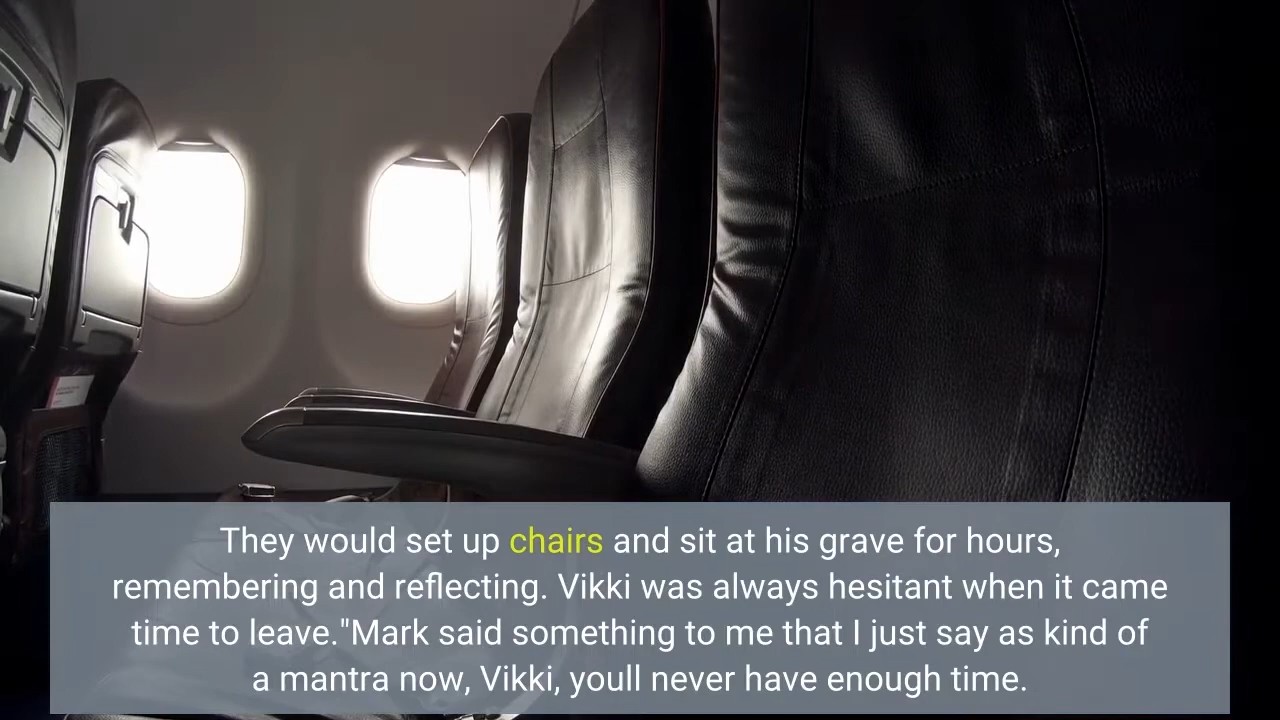 They would set up chairs and sit at his grave for hours,
remembering and reflecting. Vikki was always hesitant when it came
time to leave."Mark said something to me that I just say as kind of
a mantra now, Vikki, youll never have enough time.